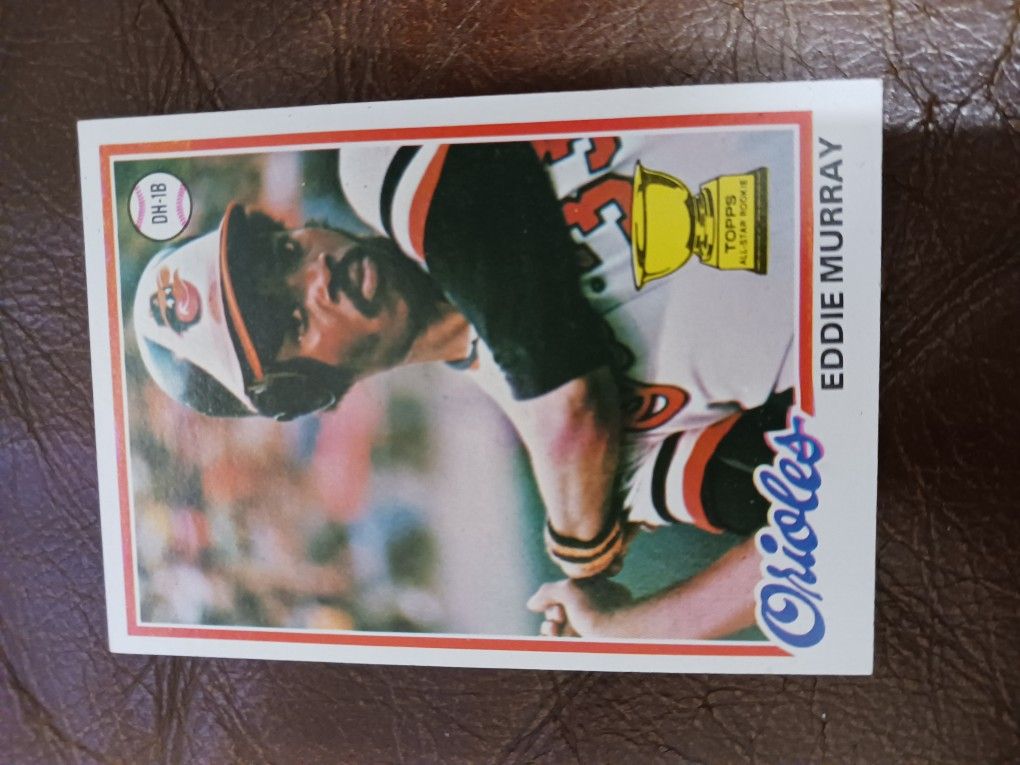 DH-1B
TOPPS
ALL-STAR ROOKIE
Orioles
EDDIE MURRAY